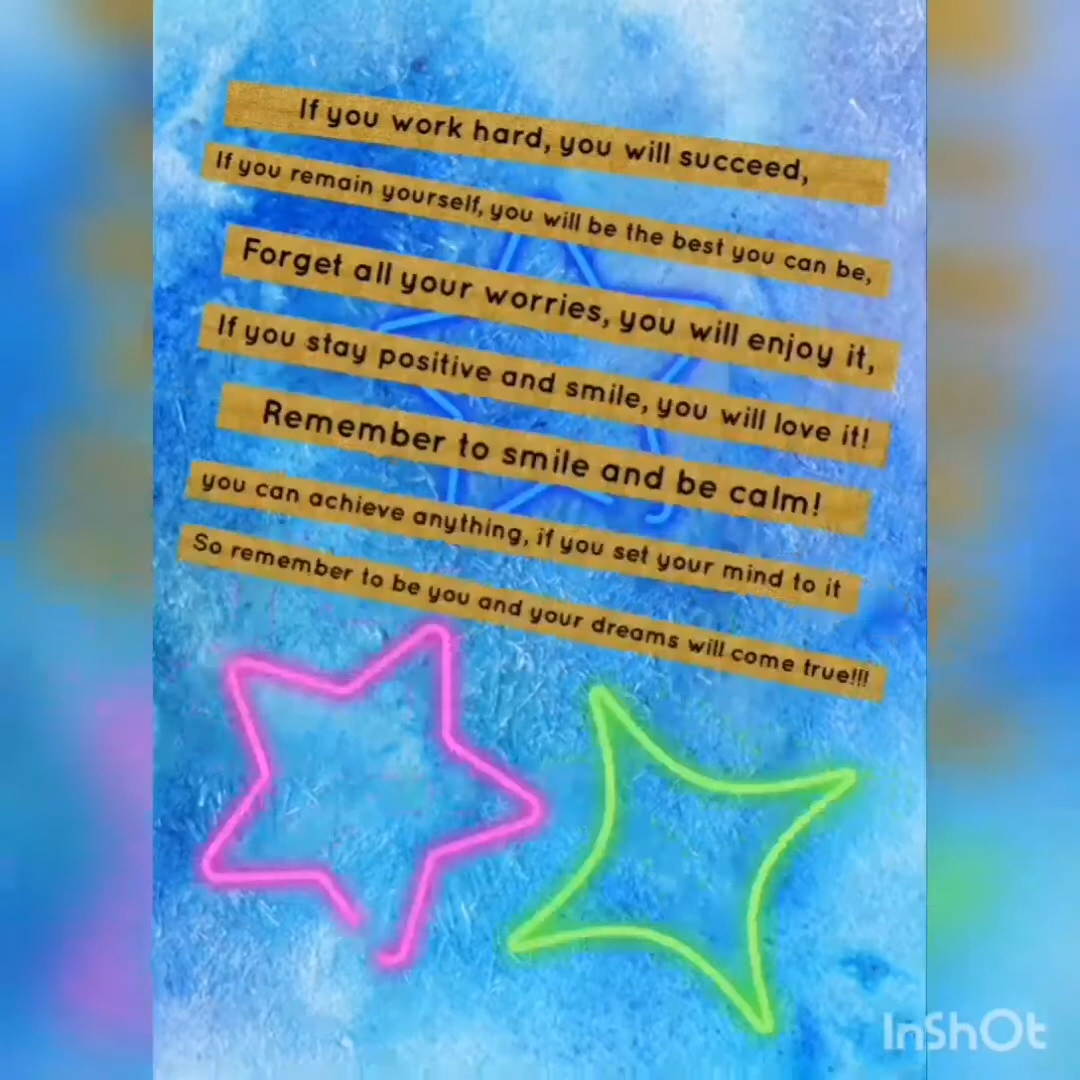 If you work hard, you will succeed,
If you remain yourself, you will be the best you can be,
Forget all your worries, you will enjoy it,
If you stay positive and smile, you will love it!
Remember to smile and be calm!
you can achieve anything, if you set your mind to it
So remember to be you and your dreams will come true!!!
InShOt